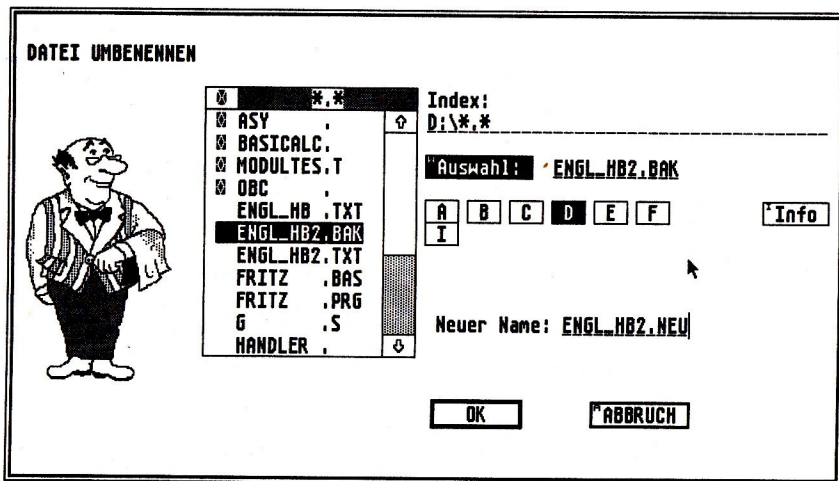 DATEI UMBENENNEN
*.*
ASY .
BASICALC.
MODULTES.T
OBC .
ENGL_HB .TXT
ENGL_HB2.BAK
ENGL_HB2.TXT
FRITZ .BAS
FRITZ .PRG
G .S
HANDLER .
Index:
D:\*.*
"Auswahl: ENGL_HB2.BAK
A B C D E F
I
I Info
Neuer Name: ENGL_HB2.NEU
OK
A ABBRUCH